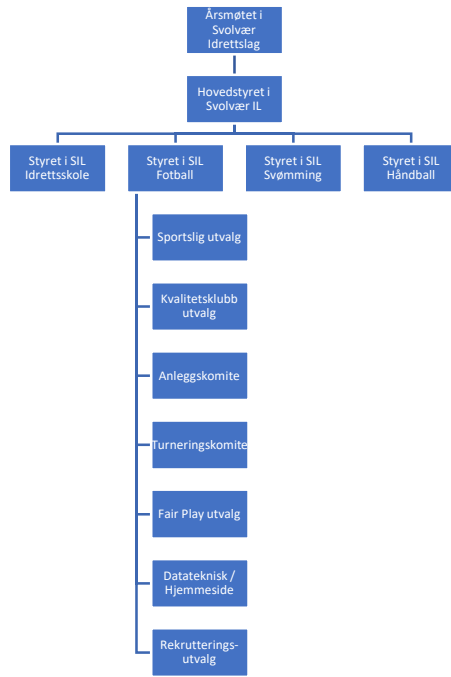 Årsmøtet i
Svolvær
Idrettslag
Hovedstyret i
Svolvær IL
Styret i SIL
Idrettsskole
Styret i SIL
Fotball
Styret i SIL
Svømming
Styret i SIL
Håndball
Sportslig utvalg
Kvalitetsklubb
utvalg
Anleggskomite
Turneringskomite
Fair Play utvalg
Datateknisk /
Hjemmeside
Rekrutterings-
utvalg